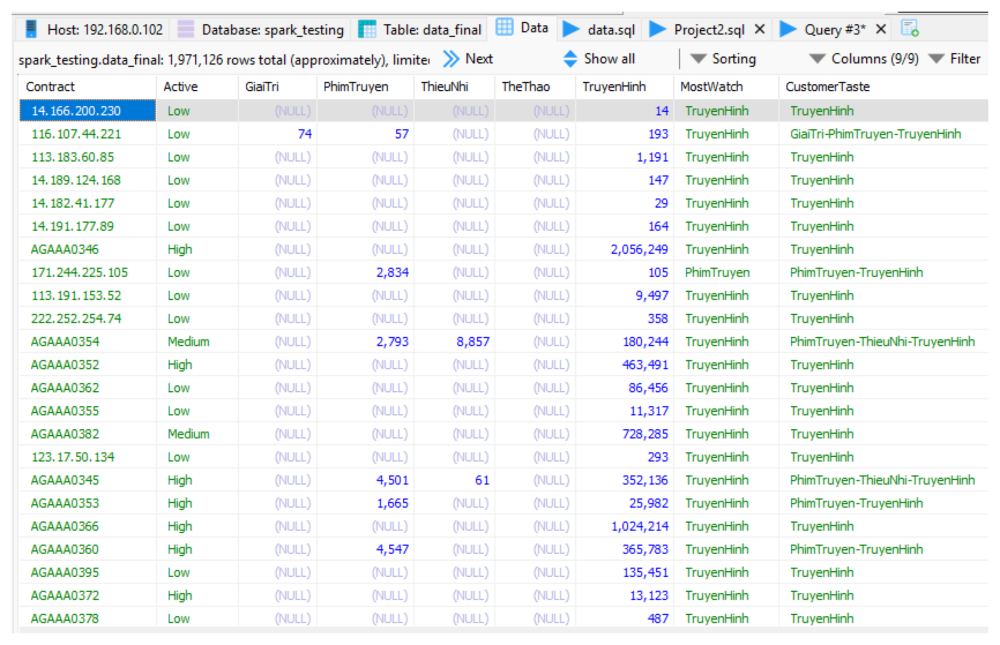 Host: 192.168.0.102 Database: spark_testing Table: data_final Data data.sql Project2.sql Query #3*
spark_testing.data_final: 1,971,126 rows total (approximately), Next Show all Sorting Columns (9/9) Filter
Contract Active GiaiTri PhimTruyen ThieuNhi TheThao TruyenHinh MostWatch CustomerTaste
14.166.200.230 Low (NULL) (NULL) (NULL) (NULL) 14 TruyenHinh TruyenHinh
116.107.44.221 Low 74 57 (NULL) (NULL) 193 TruyenHinh GiaiTri-PhimTruyen-TruyenHinh
113.183.60.85 Low (NULL) (NULL) (NULL) (NULL) 1,191 TruyenHinh TruyenHinh
14.189.124.168 Low (NULL) (NULL) (NULL) (NULL) 147 TruyenHinh TruyenHinh
14.182.41.177 Low (NULL) (NULL) (NULL) (NULL) 29 TruyenHinh TruyenHinh
14.191.177.89 Low (NULL) (NULL) (NULL) (NULL) 164 TruyenHinh TruyenHinh
AGAAA0346 High (NULL) (NULL) (NULL) (NULL) 2,056,249 TruyenHinh TruyenHinh
171.244.225.105 Low (NULL) 2,834 (NULL) (NULL) 105 PhimTruyen PhimTruyen-TruyenHinh
113.191.153.52 Low (NULL) (NULL) (NULL) (NULL) 9,497 TruyenHinh TruyenHinh
222.252.254.74 Low (NULL) (NULL) (NULL) (NULL) 358 TruyenHinh TruyenHinh
AGAAA0354 Medium (NULL) 2,793 8,857 (NULL) 180,244 TruyenHinh PhimTruyen-ThieuNhi-TruyenHinh
AGAAA0352 High (NULL) (NULL) (NULL) (NULL) 463,491 TruyenHinh TruyenHinh
AGAAA0362 Low (NULL) (NULL) (NULL) (NULL) 86,456 TruyenHinh TruyenHinh
AGAAA0355 Low (NULL) (NULL) (NULL) (NULL) 11,317 TruyenHinh TruyenHinh
AGAAA0382 Medium (NULL) (NULL) (NULL) (NULL) 728,285 TruyenHinh TruyenHinh
123.17.50.134 Low (NULL) (NULL) (NULL) (NULL) 293 TruyenHinh TruyenHinh
AGAAA0345 High (NULL) 4,501 61 (NULL) 352,136 TruyenHinh PhimTruyen-ThieuNhi-TruyenHinh
AGAAA0353 High (NULL) 1,665 (NULL) (NULL) 25,982 TruyenHinh PhimTruyen-TruyenHinh
AGAAA0366 High (NULL) (NULL) (NULL) (NULL) 1,024,214 TruyenHinh TruyenHinh
AGAAA0360 High (NULL) 4,547 (NULL) (NULL) 365,783 TruyenHinh PhimTruyen-TruyenHinh
AGAAA0395 Low (NULL) (NULL) (NULL) (NULL) 135,451 TruyenHinh TruyenHinh
AGAAA0372 High (NULL) (NULL) (NULL) (NULL) 13,123 TruyenHinh TruyenHinh
AGAAA0378 Low (NULL) (NULL) (NULL) (NULL) 487 TruyenHinh TruyenHinh